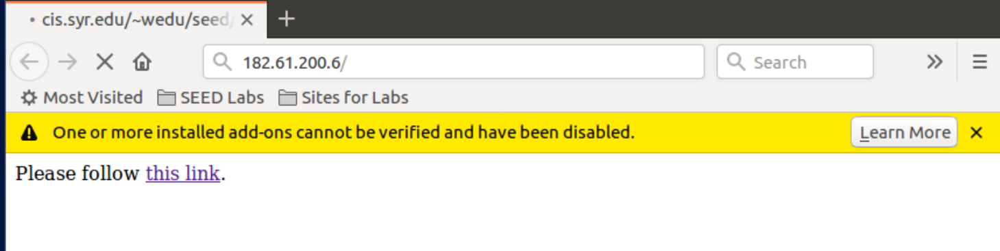 cis.syr.edu/~wedu/seed/
182.61.200.6/ Search
Most Visited SEED Labs Sites for Labs
One or more installed add-ons cannot be verified and have been disabled. Learn More
Please follow this link.